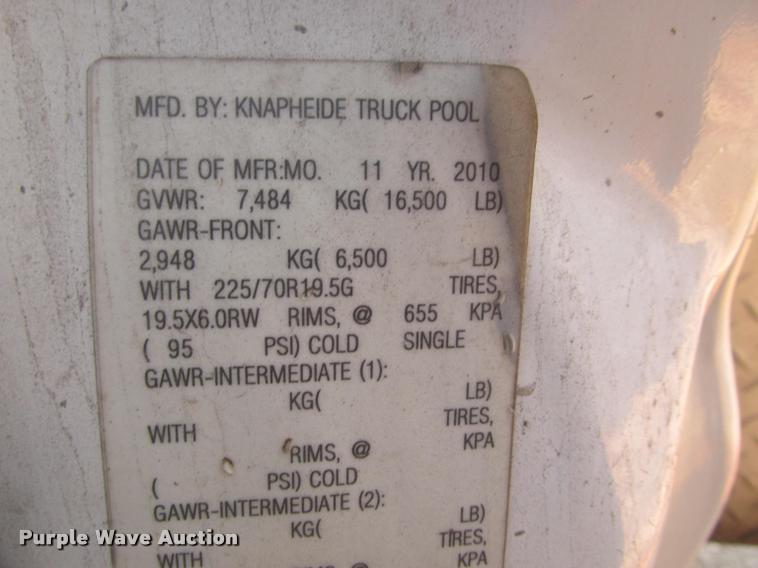 MFD. BY: KNAPHEIDE TRUCK POOL
DATE OF MFR:MO. 11 YR. 2010
GVWR: 7,484 KG( 16,500 LB)
GAWR-FRONT:
2,948 KG( 6,500 LB)
WITH 225/70R19.5G TIRES,
19.5X6.0RW RIMS, @ 655 KPA
( 95 PSI) COLD SINGLE
GAWR-INTERMEDIATE (1):
KG( LB)
WITH TIRES,
RIMS, @ KPA
( PSI) COLD
GAWR-INTERMEDIATE (2):
KG( LB)
WITH TIRES,
KPA
Purple Wave Auction